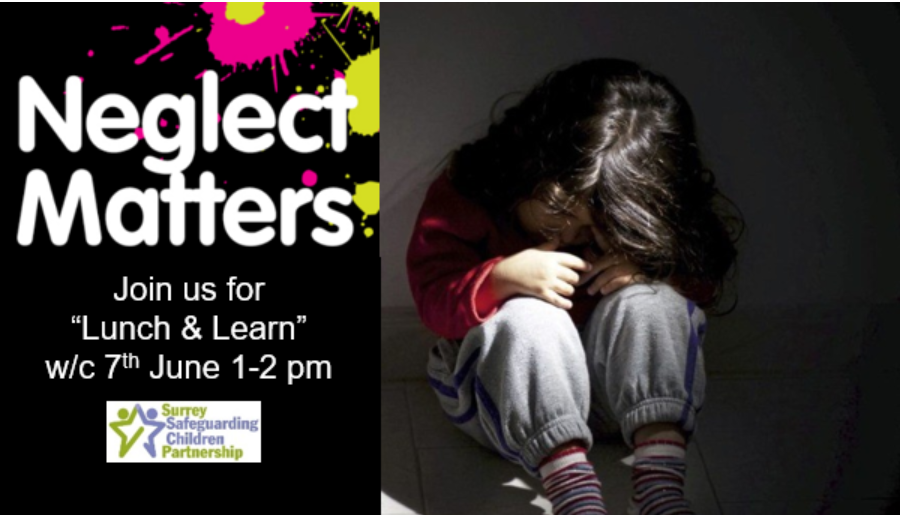 Neglect
Matters
Join us for
“Lunch & Learn”
w/c 7th June 1-2 pm
Surrey
Safeguarding
Children
Partnership